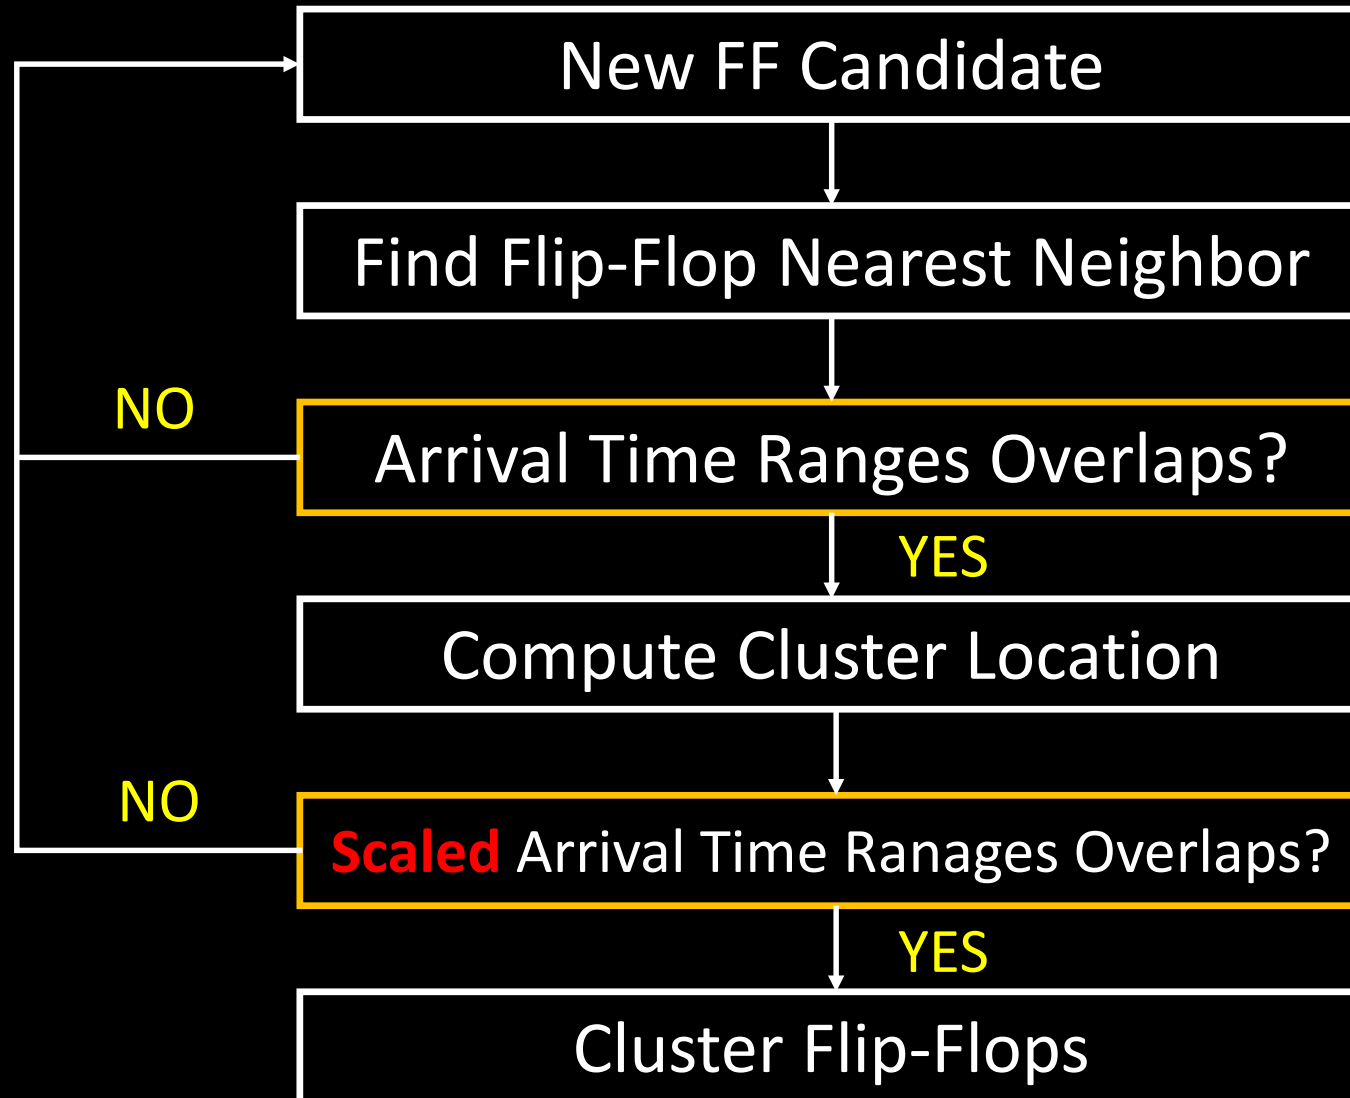 New FF Candidate
Find Flip-Flop Nearest Neighbor
NO
Arrival Time Ranges Overlaps?
YES
Compute Cluster Location
NO
Scaled Arrival Time Ranages Overlaps?
YES
Cluster Flip-Flops